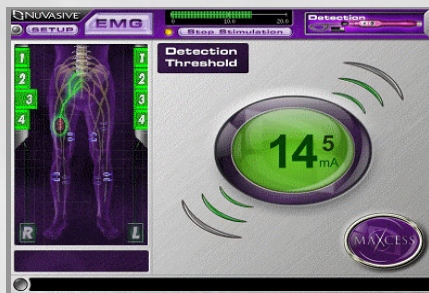 NUVASIVE
SETUP
EMG
0 10.0 20.0
Stop Stimulation
Detection
Detection
Threshold
1 1
2 2
3 3
4 4
14 5
mA
R L
MAXCESS